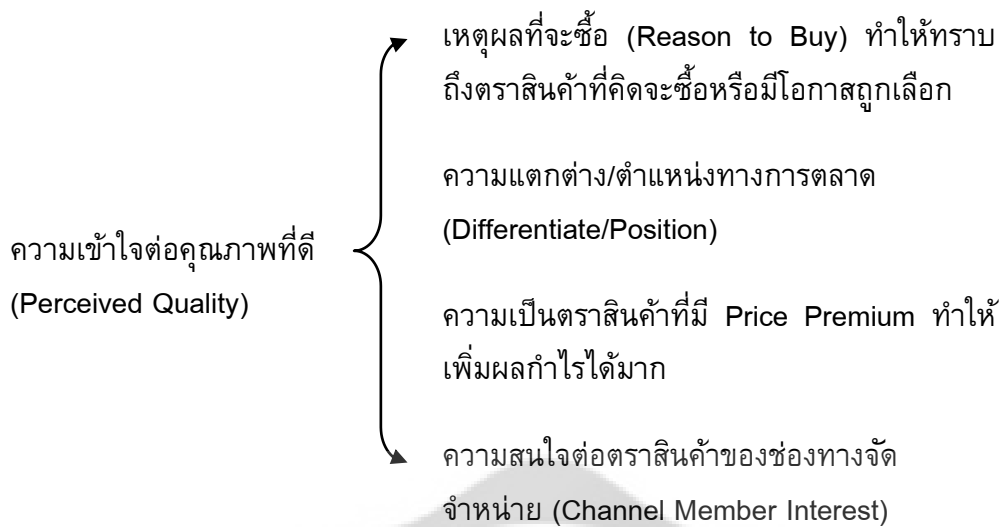 เหตุผลที่จะซื้อ (Reason to Buy) ทำให้ทราบ
ถึงตราสินค้าที่คิดจะซื้อหรือมีโอกาสถูกเลือก
ความแตกต่าง/ตำแหน่งทางการตลาด
(Differentiate/Position)
ความเข้าใจต่อคุณภาพที่ดี
(Perceived Quality)
ความเป็นตราสินค้าที่มี Price Premium ทำให้
เพิ่มผลกำไรได้มาก
ความสนใจต่อตราสินค้าของช่องทางจัด
จำหน่าย (Channel Member Interest)